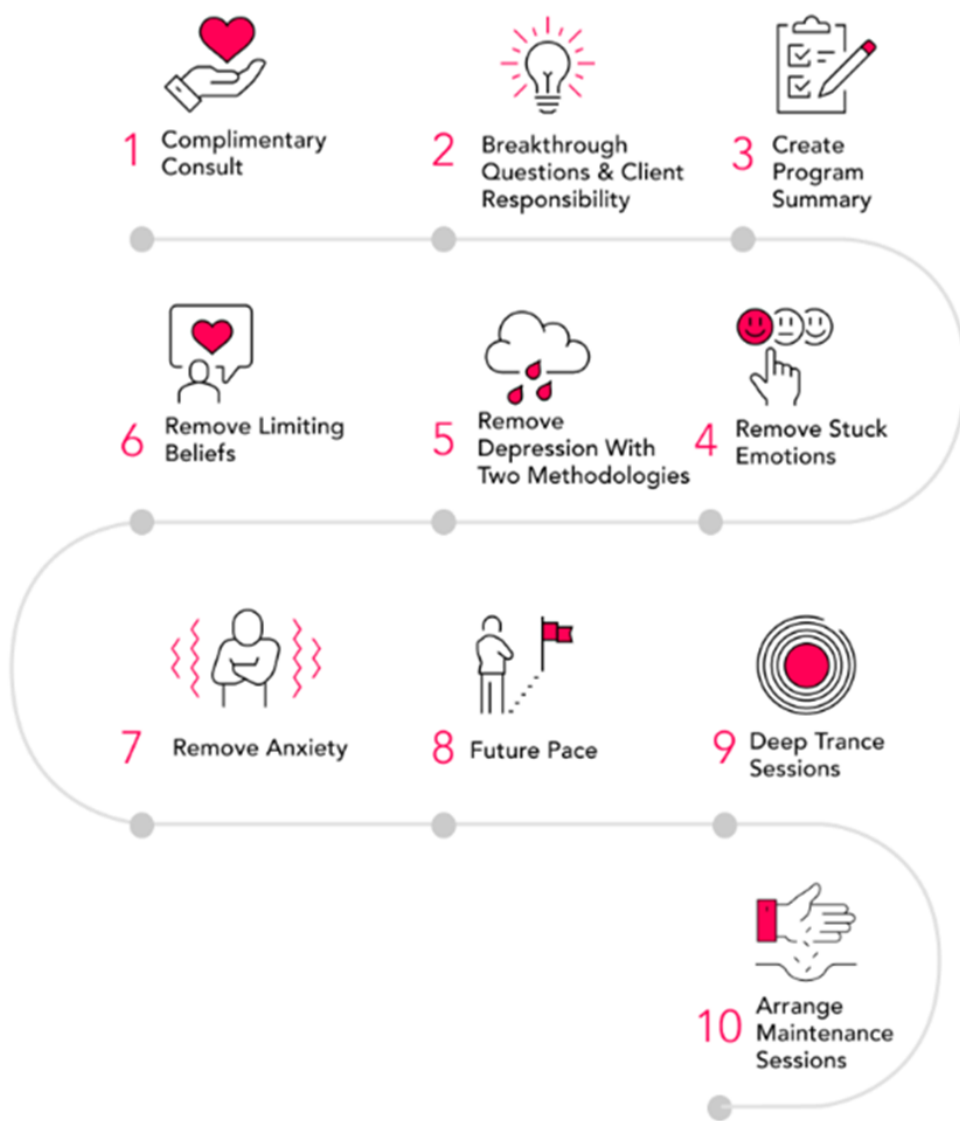 1 Complimentary
Consult
2 Breakthrough
Questions & Client
Responsibility
3 Create
Program
Summary
4 Remove Stuck
Emotions
5 Remove
Depression With
Two Methodologies
6 Remove Limiting
Beliefs
7 Remove Anxiety
8 Future Pace
9 Deep Trance
Sessions
10 Arrange
Maintenance
Sessions